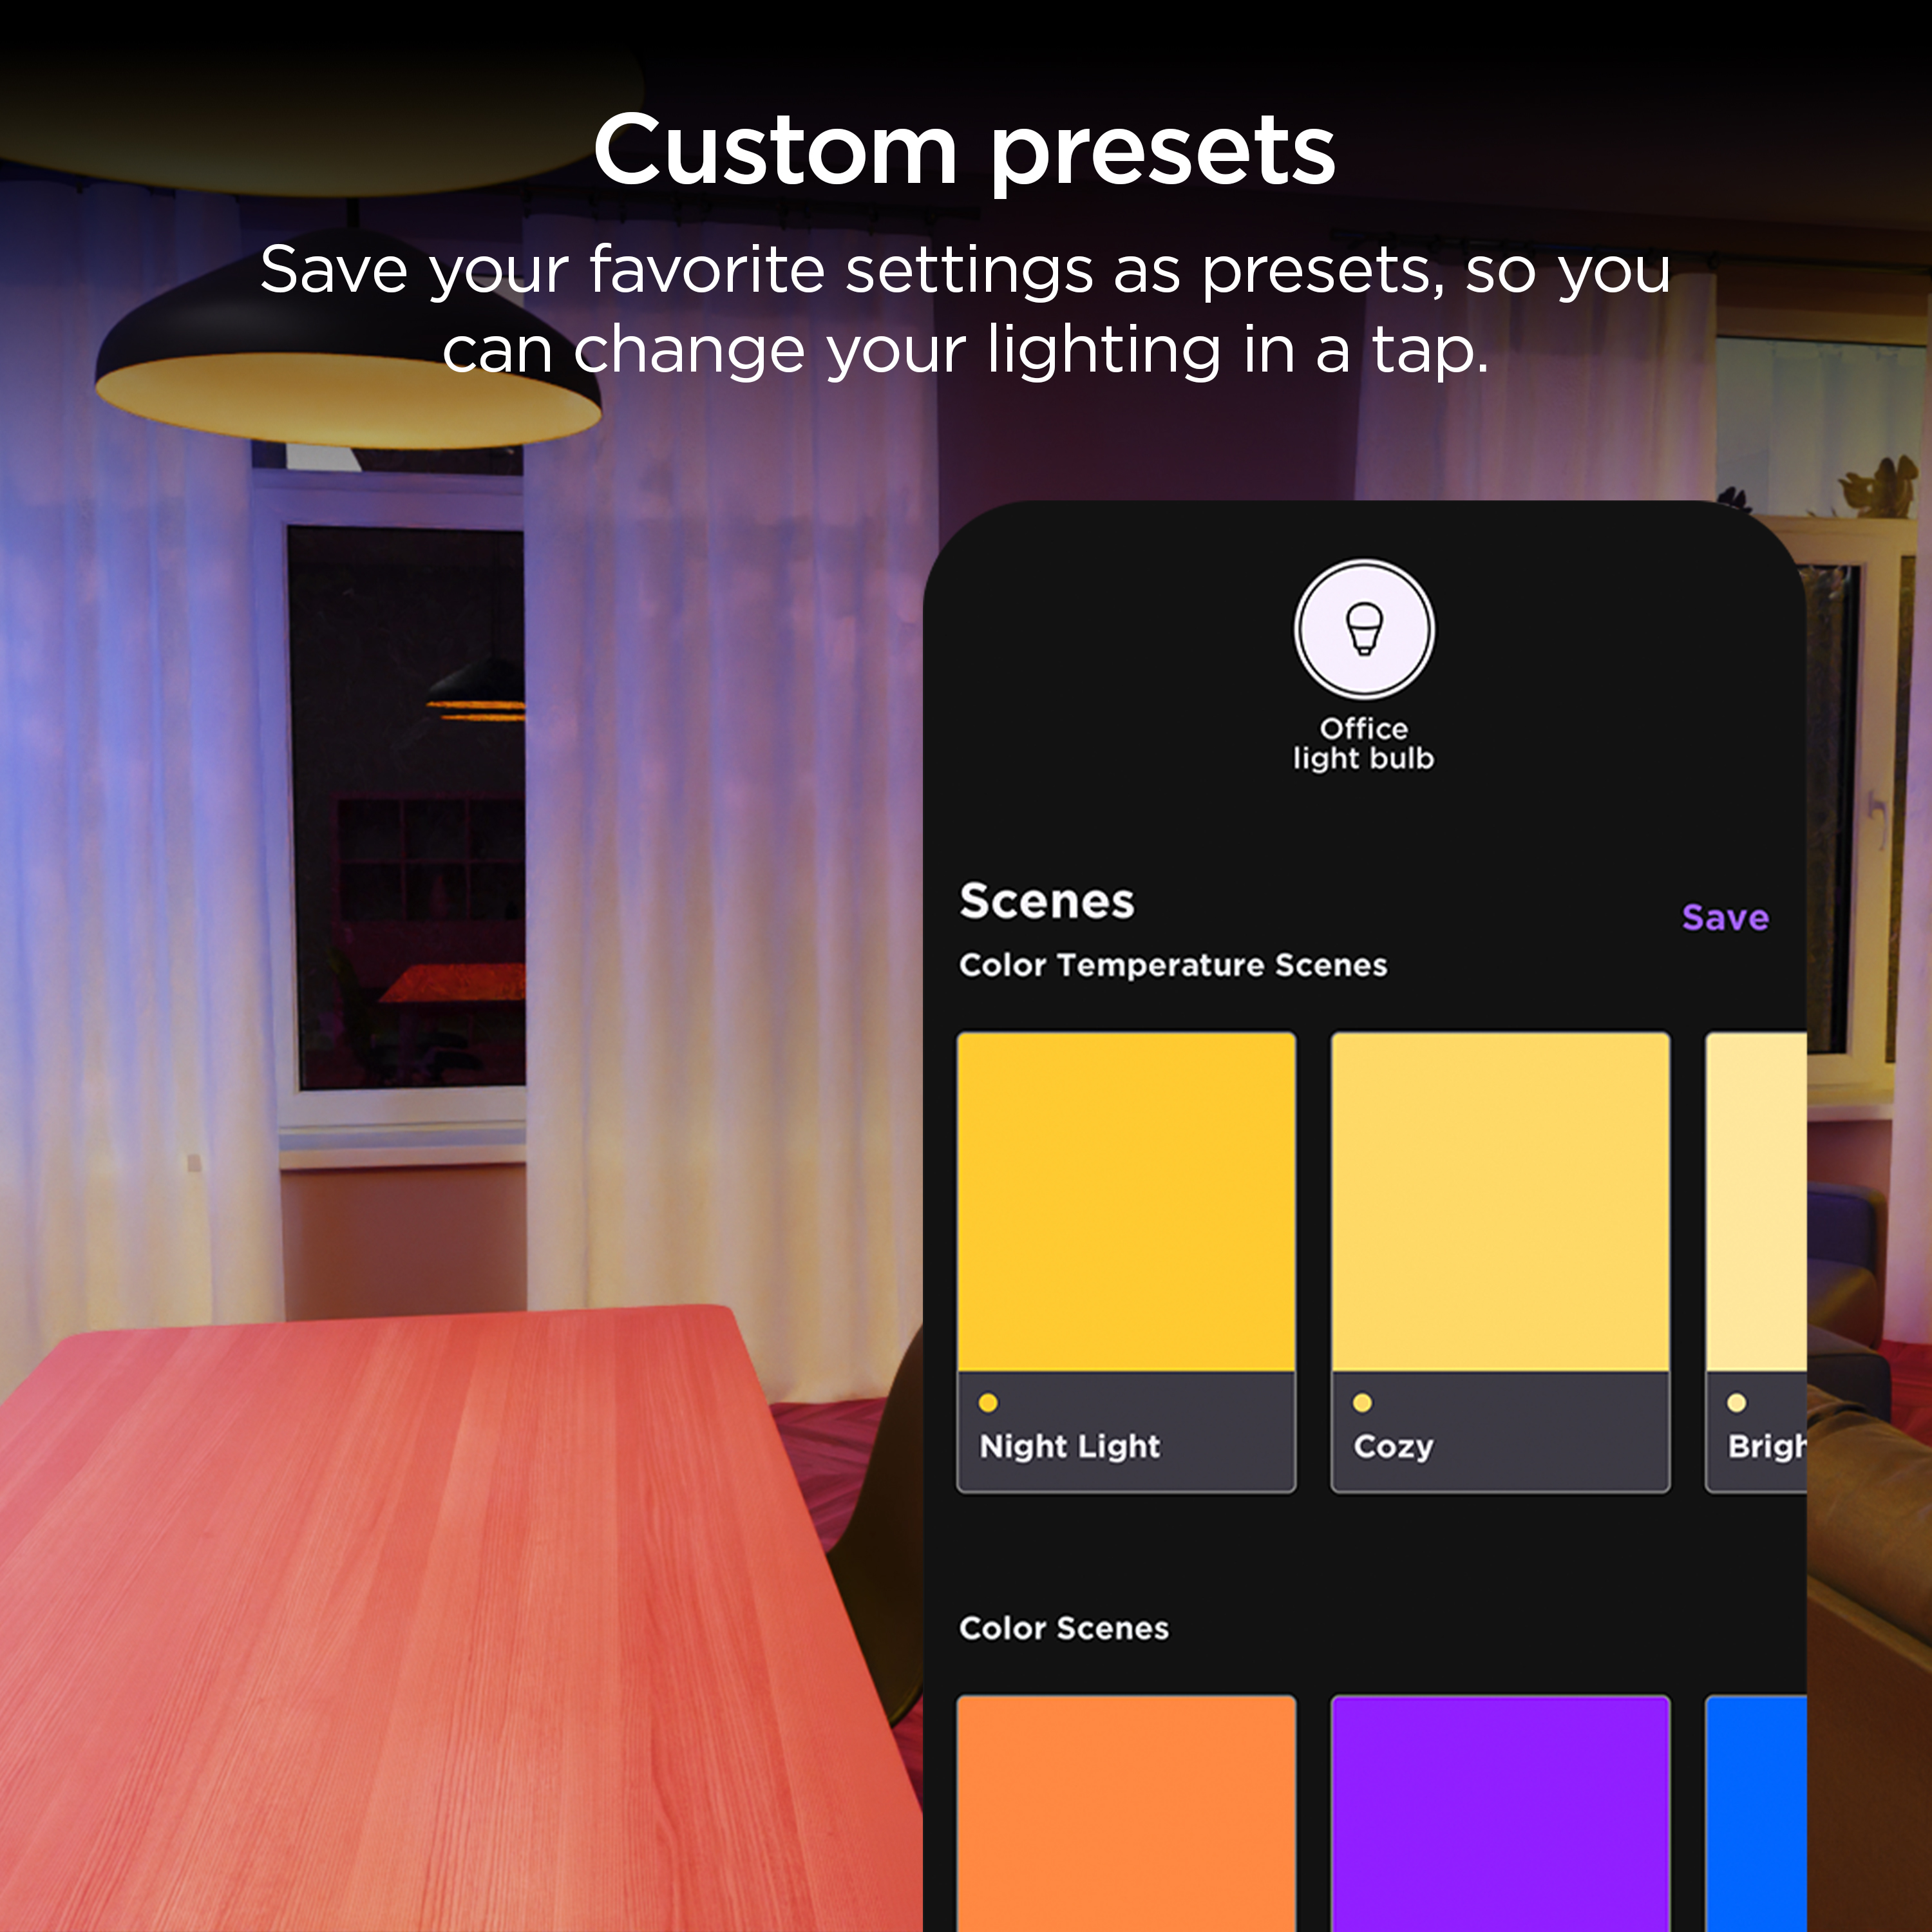 Custom presets
Save your favorite settings as presets, so you
can change your lighting in a tap.
Office
light bulb
Scenes
Save
Color Temperature Scenes
Night Light
Cozy
Brigh
Color Scenes